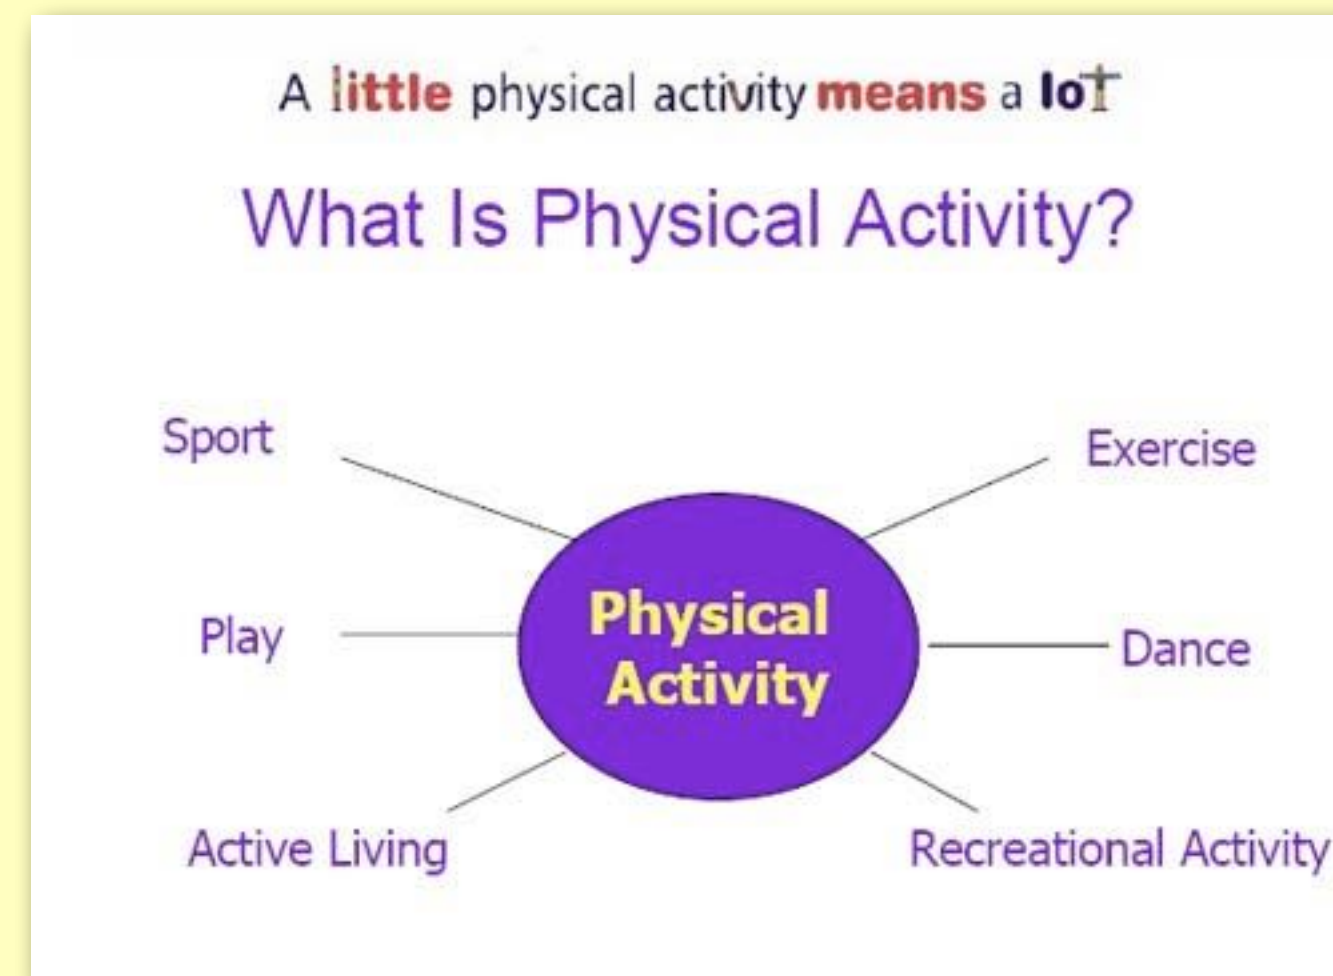 A little physical activity means a lot
What Is Physical Activity?
Sport
Exercise
Physical
Activity
Play
Dance
Active Living
Recreational Activity